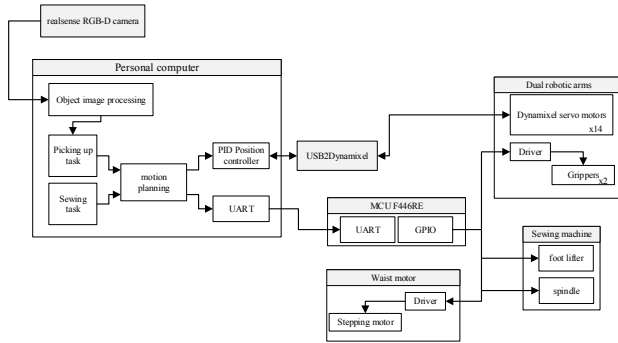 realsense RGB-D camera
Personal computer
Object image processing
Picking up
task
Sewing
task
motion
planning
PID Position
controller
UART
USB2Dynamixel
MCU F446RE
UART
GPIO
Waist motor
Driver
Stepping motor
Dual robotic arms
Dynamixel servo motors
x14
Driver
Grippers
x2
Sewing machine
foot lifter
spindle